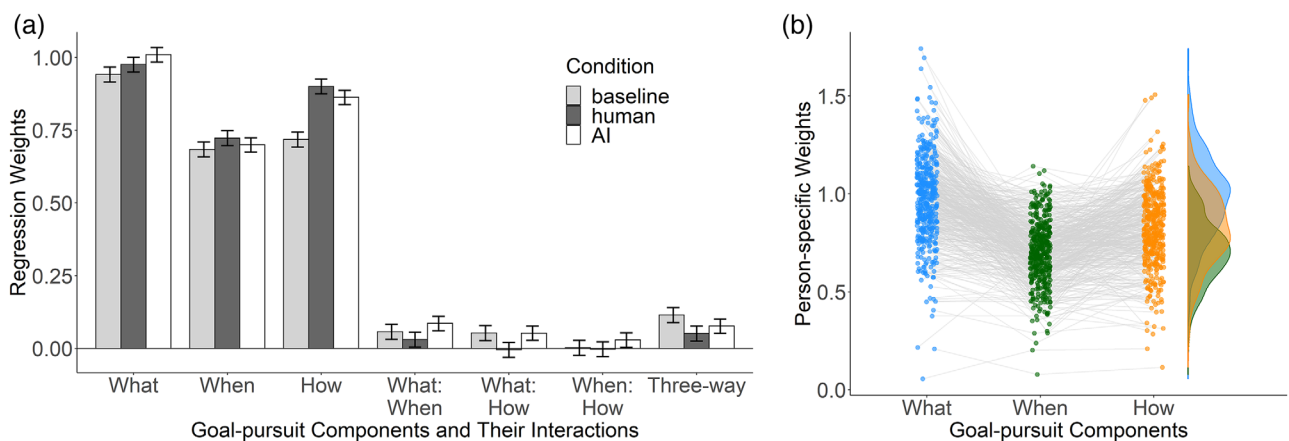 (a)
Regression Weights
1.00
0.75
0.50
0.25
0.00
Condition
baseline
human
AI
What
When
How
What:
When
What:
How
When:
How
Three-way
Goal-pursuit Components and Their Interactions
(b)
Person-specific Weights
1.5
1.0
0.5
0.0
What
When
How
Goal-pursuit Components